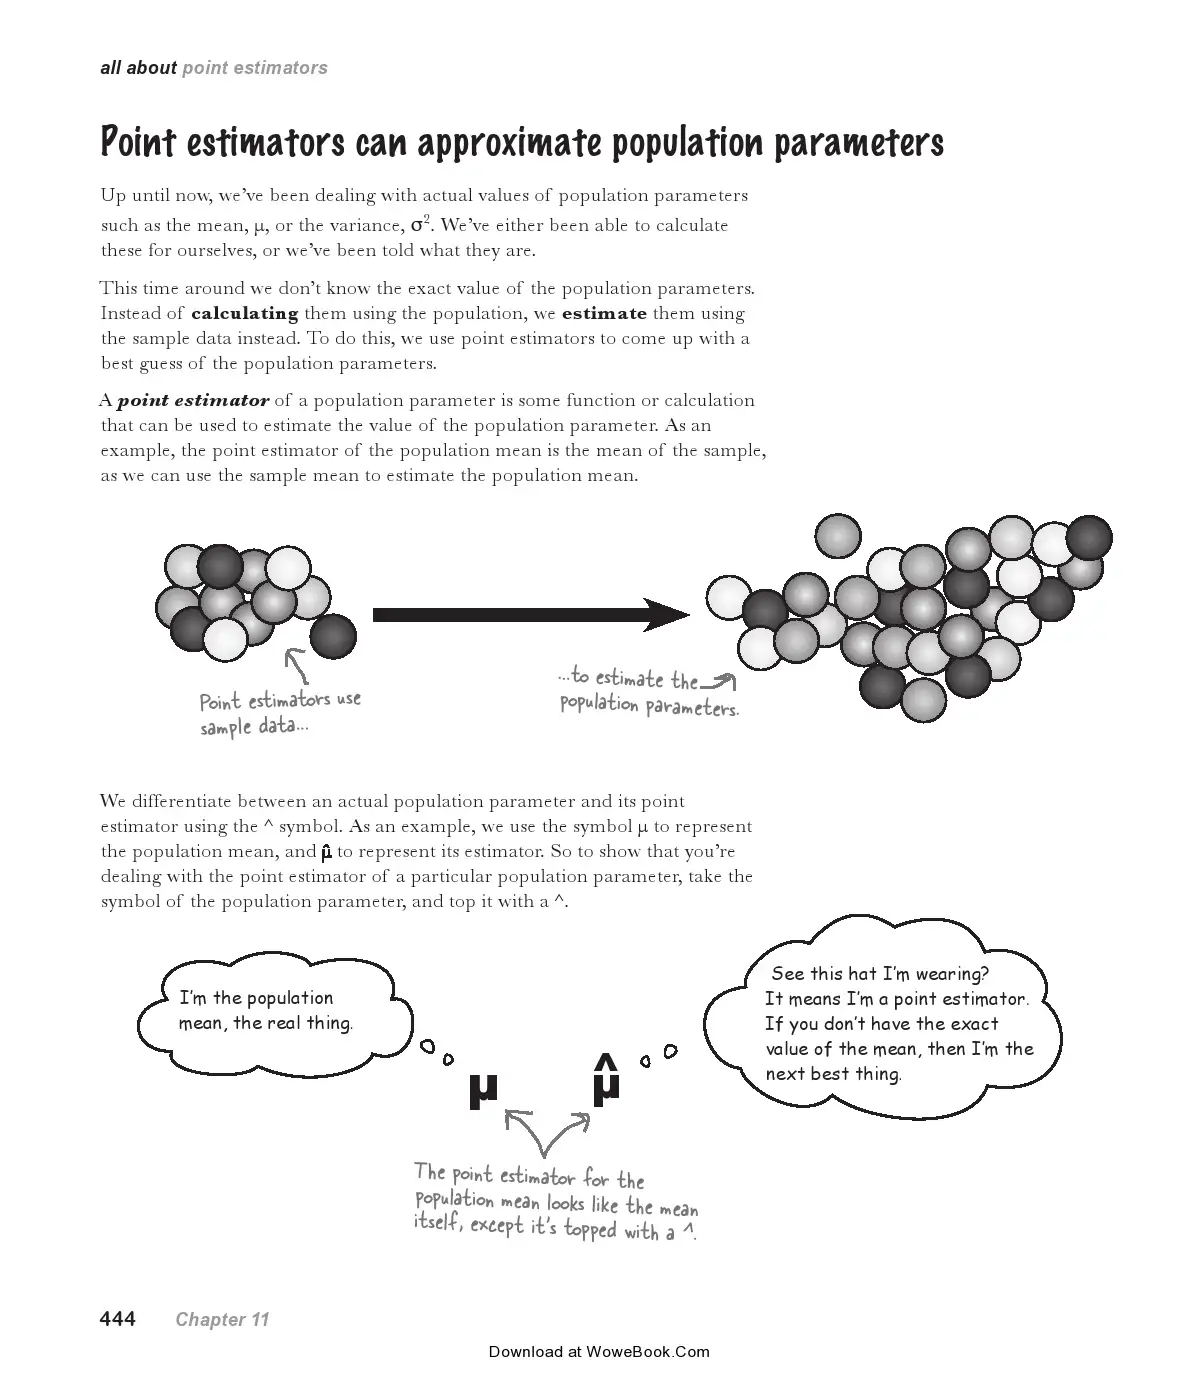 all about point estimators
Point estimators can approximate population parameters
Up until now, we've been dealing with actual values of population parameters
such as the mean, μ, or the variance, σ². We've either been able to calculate
these for ourselves, or we've been told what they are.
This time around we don't know the exact value of the population parameters.
Instead of calculating them using the population, we estimate them using
the sample data instead. To do this, we use point estimators to come up with a
best guess of the population parameters.
A point estimator of a population parameter is some function or calculation
that can be used to estimate the value of the population parameter. As an
example, the point estimator of the population mean is the mean of the sample,
as we can use the sample mean to estimate the population mean.
Point estimators use
sample data...
...to estimate the
population parameters.
We differentiate between an actual population parameter and its point
estimator using the ^ symbol. As an example, we use the symbol μ to represent
the population mean, and μ̂ to represent its estimator. So to show that you're
dealing with the point estimator of a particular population parameter, take the
symbol of the population parameter, and top it with a ^.
I'm the population
mean, the real thing.
See this hat I'm wearing?
It means I'm a point estimator.
If you don't have the exact
value of the mean, then I'm the
next best thing.
μ μ̂
The point estimator for the
population mean looks like the mean
itself, except it's topped with a ^.
444 Chapter 11
Download at WoweBook.Com